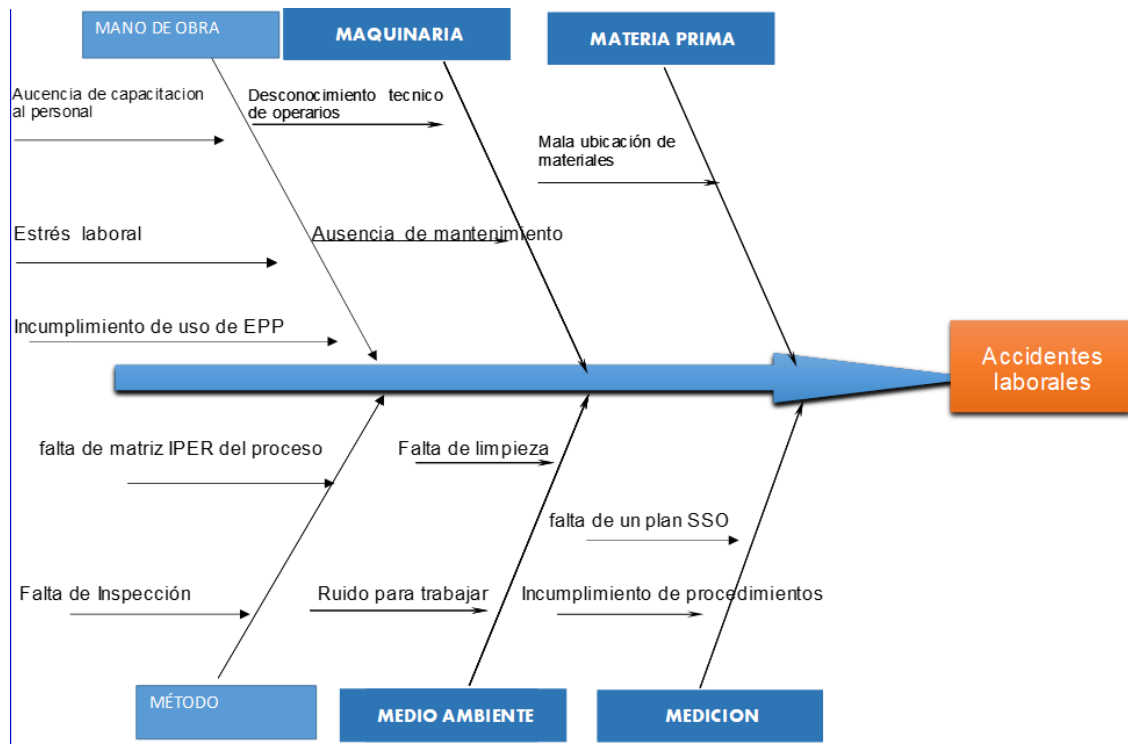 MANO DE OBRA
MAQUINARIA
MATERIA PRIMA
Aucencia de capacitacion
al personal
Desconocimiento tecnico
de operarios
Mala ubicación de
materiales
Estrés laboral
Ausencia de mantenimiento
Incumplimiento de uso de EPP
Accidentes
laborales
falta de matriz IPER del proceso
Falta de limpieza
falta de un plan SSO
Falta de Inspección
Ruido para trabajar
Incumplimiento de procedimientos
MÉTODO
MEDIO AMBIENTE
MEDICION